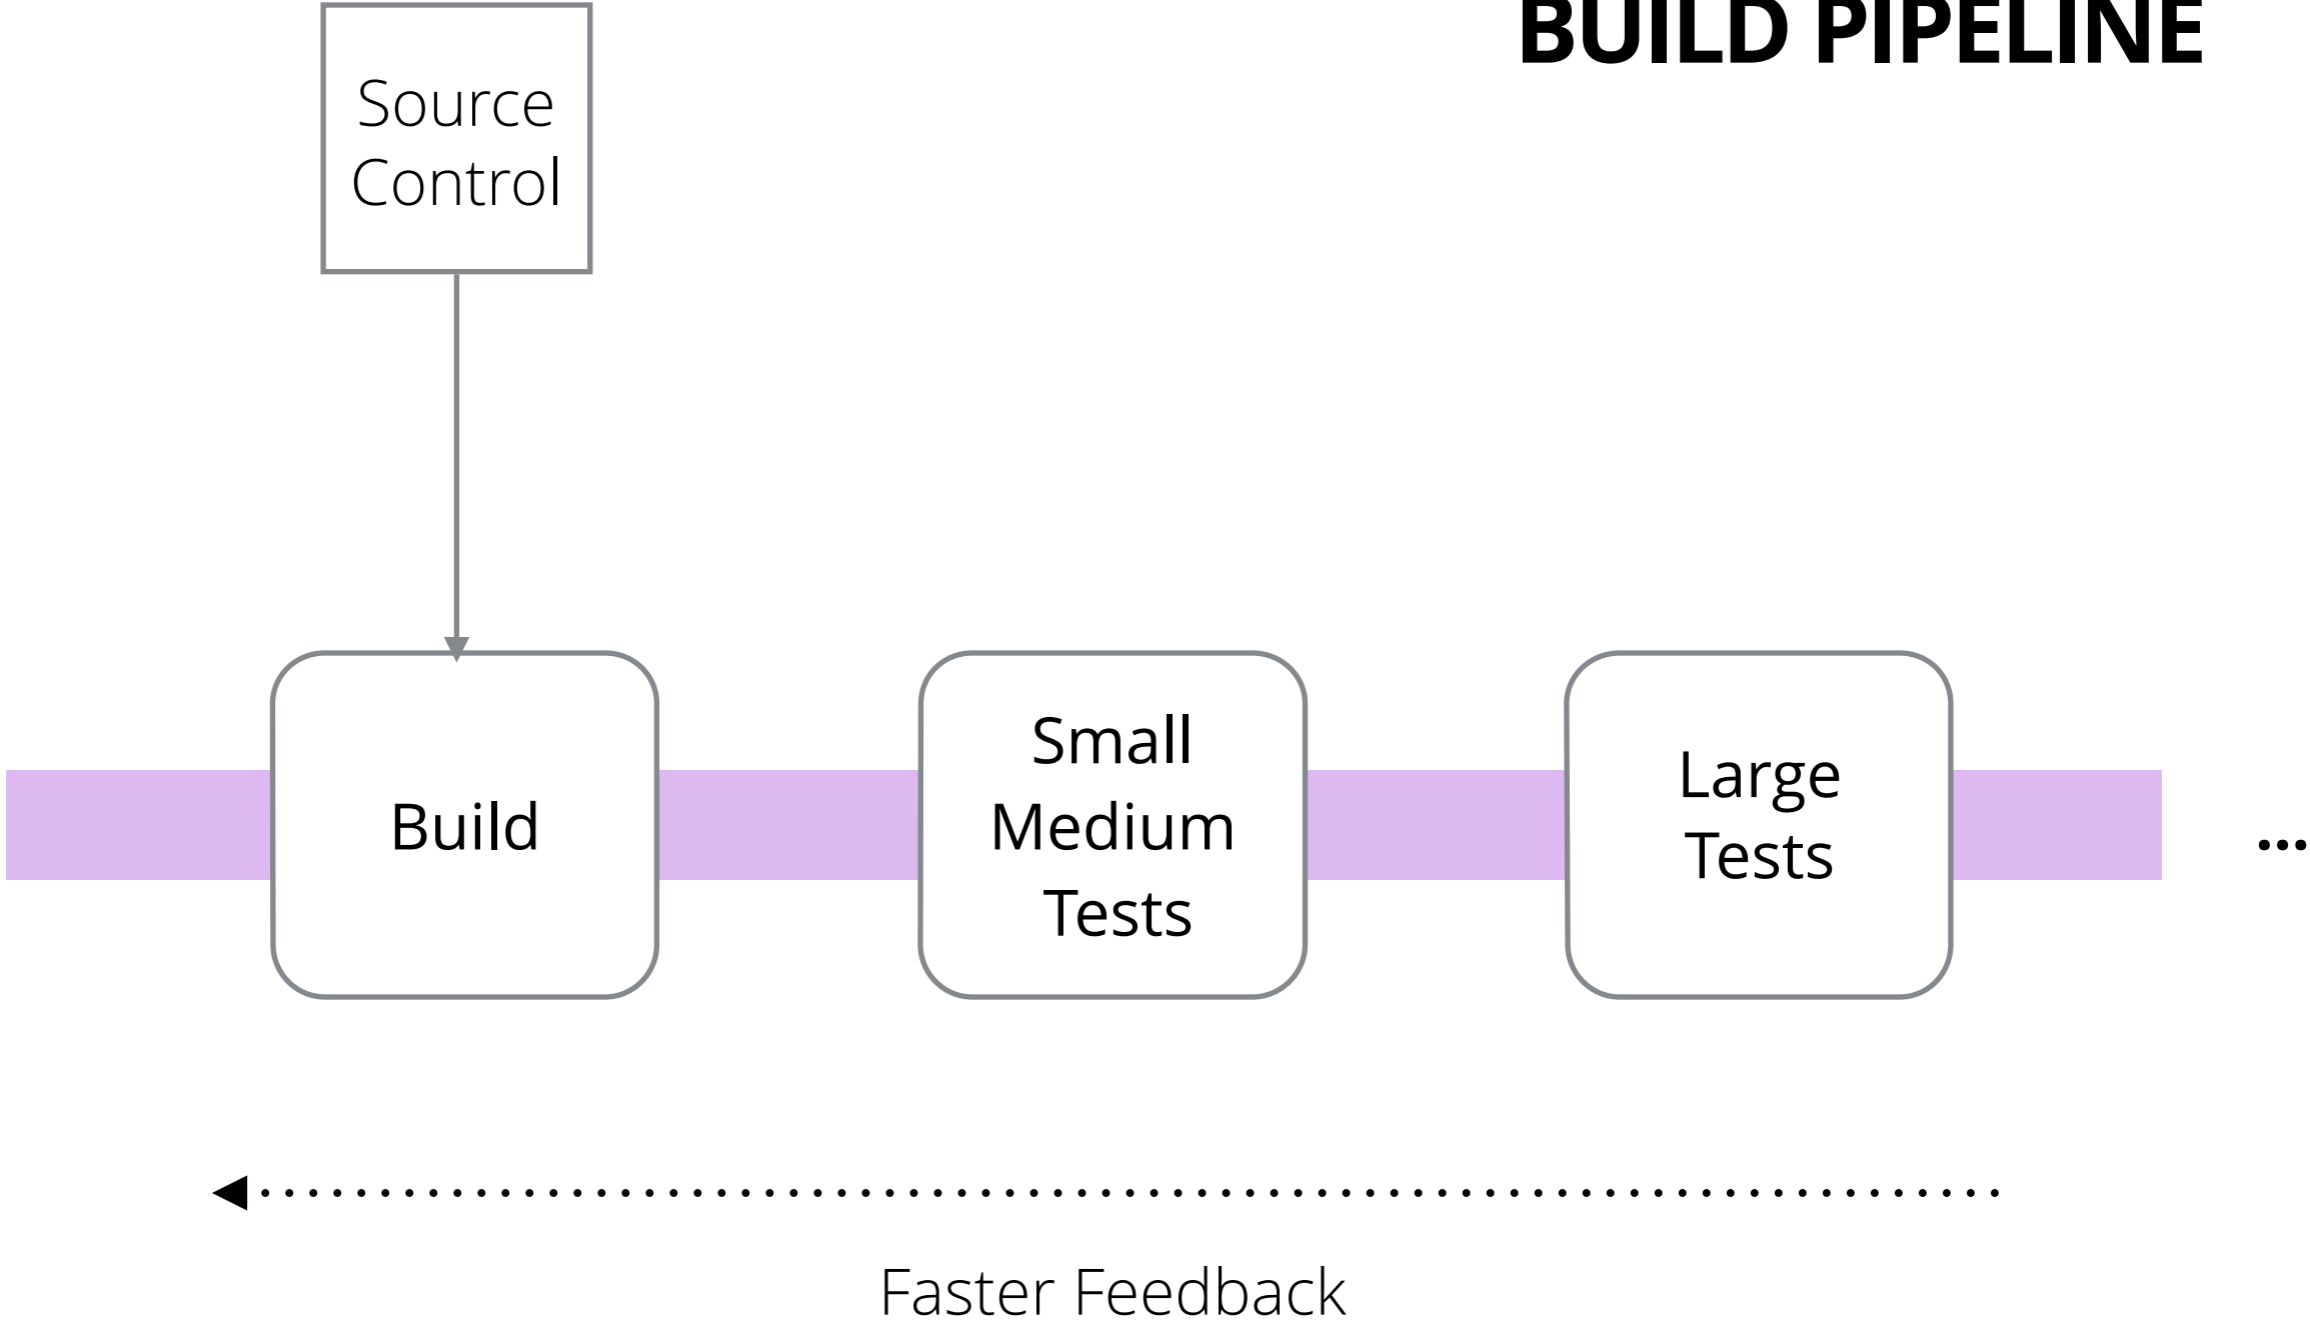 BUILD PIPELINE
Source
Control
Build
Small
Medium
Tests
Large
Tests
...
Faster Feedback